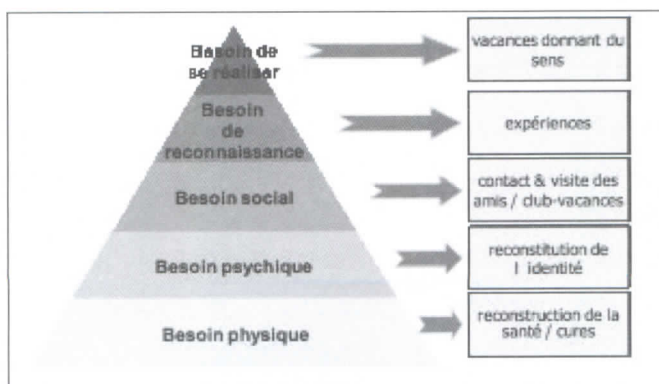 Besoin de
se réaliser
vacances donnant du
sens
Besoin
de
reconnaissance
expériences
Besoin social
contact & visite des
amis / club-vacances
Besoin psychique
reconstitution de
l identité
Besoin physique
reconstruction de la
santé / cures